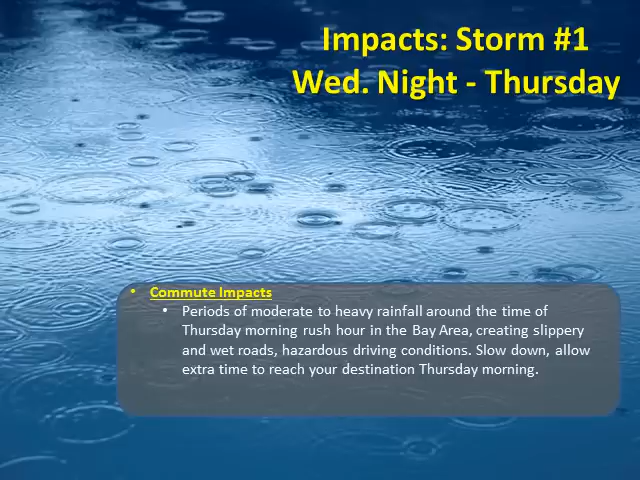 Impacts: Storm #1
Wed. Night - Thursday
• Commute Impacts
• Periods of moderate to heavy rainfall around the time of
Thursday morning rush hour in the Bay Area, creating slippery
and wet roads, hazardous driving conditions. Slow down, allow
extra time to reach your destination Thursday morning.